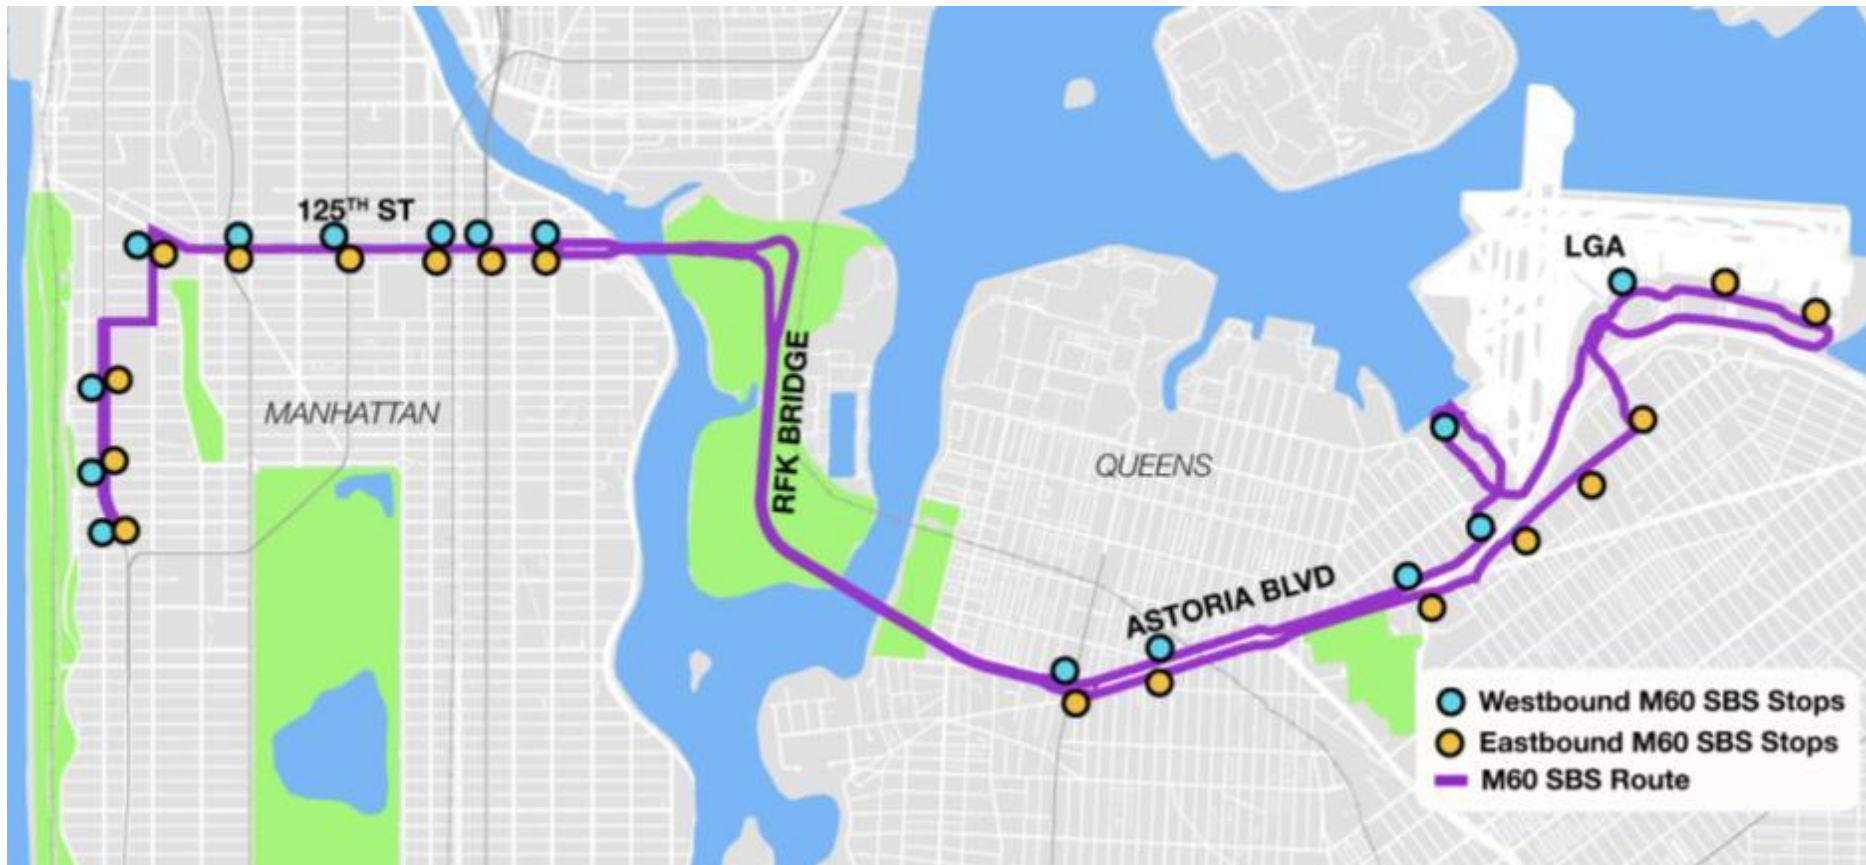 125TH ST
LGA
MANHATTAN
RFK BRIDGE
QUEENS
ASTORIA BLVD
Westbound M60 SBS Stops
Eastbound M60 SBS Stops
M60 SBS Route